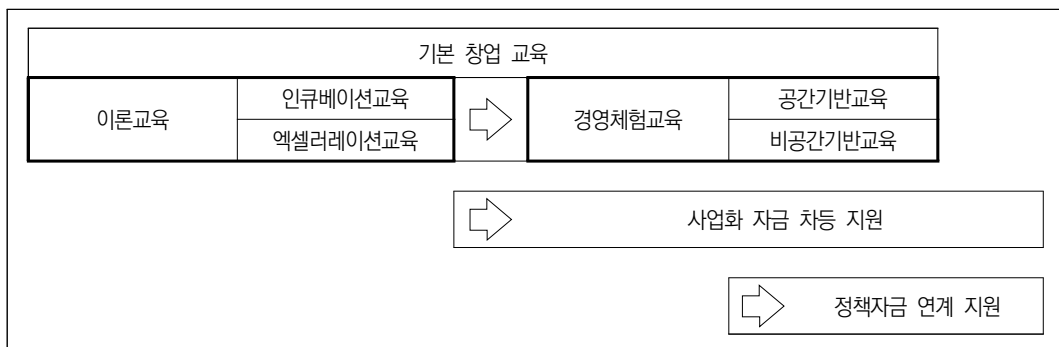 기본 창업 교육
이론교육
인큐베이션교육
엑셀러레이션교육
경영체험교육
공간기반교육
비공간기반교육
사업화 자금 차등 지원
정책자금 연계 지원